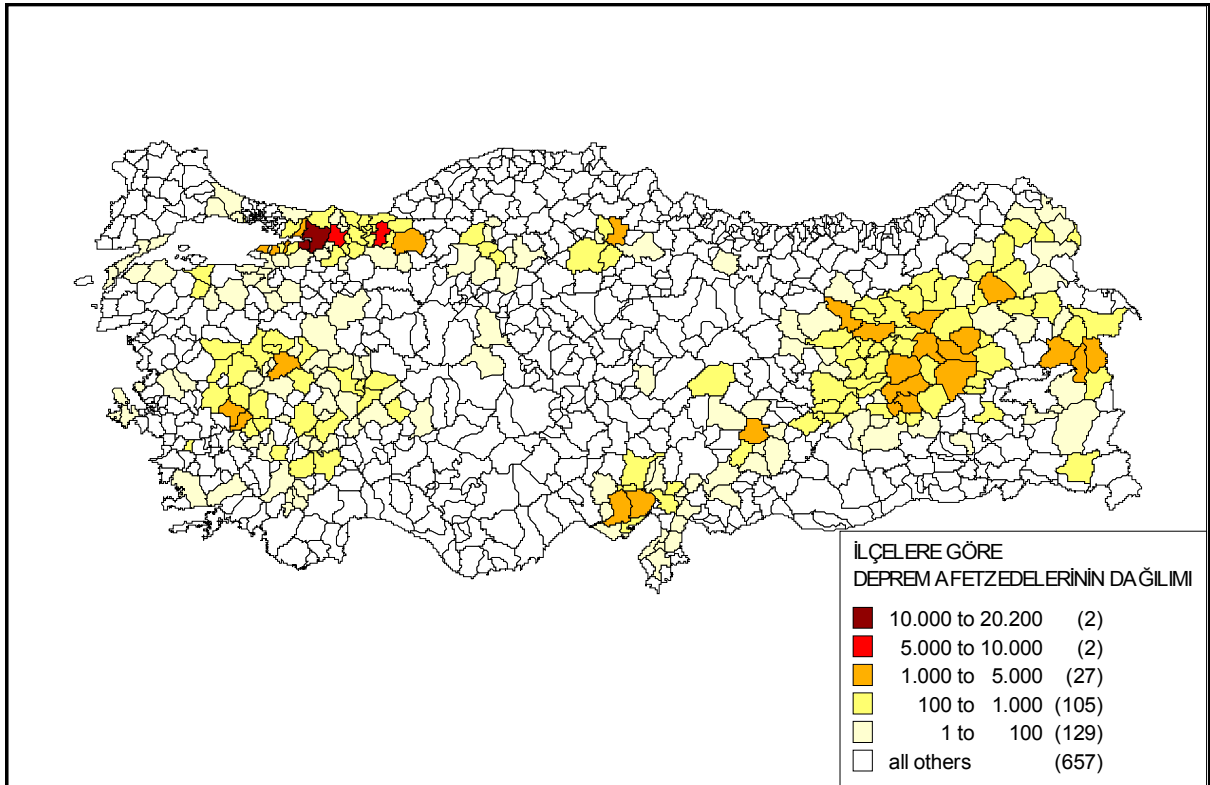 İLÇELERE GÖRE
DEPREM AFETZEDELERİNİN DAĞILIMI
10.000 to 20.200 (2)
5.000 to 10.000 (2)
1.000 to 5.000 (27)
100 to 1.000 (105)
1 to 100 (129)
all others (657)